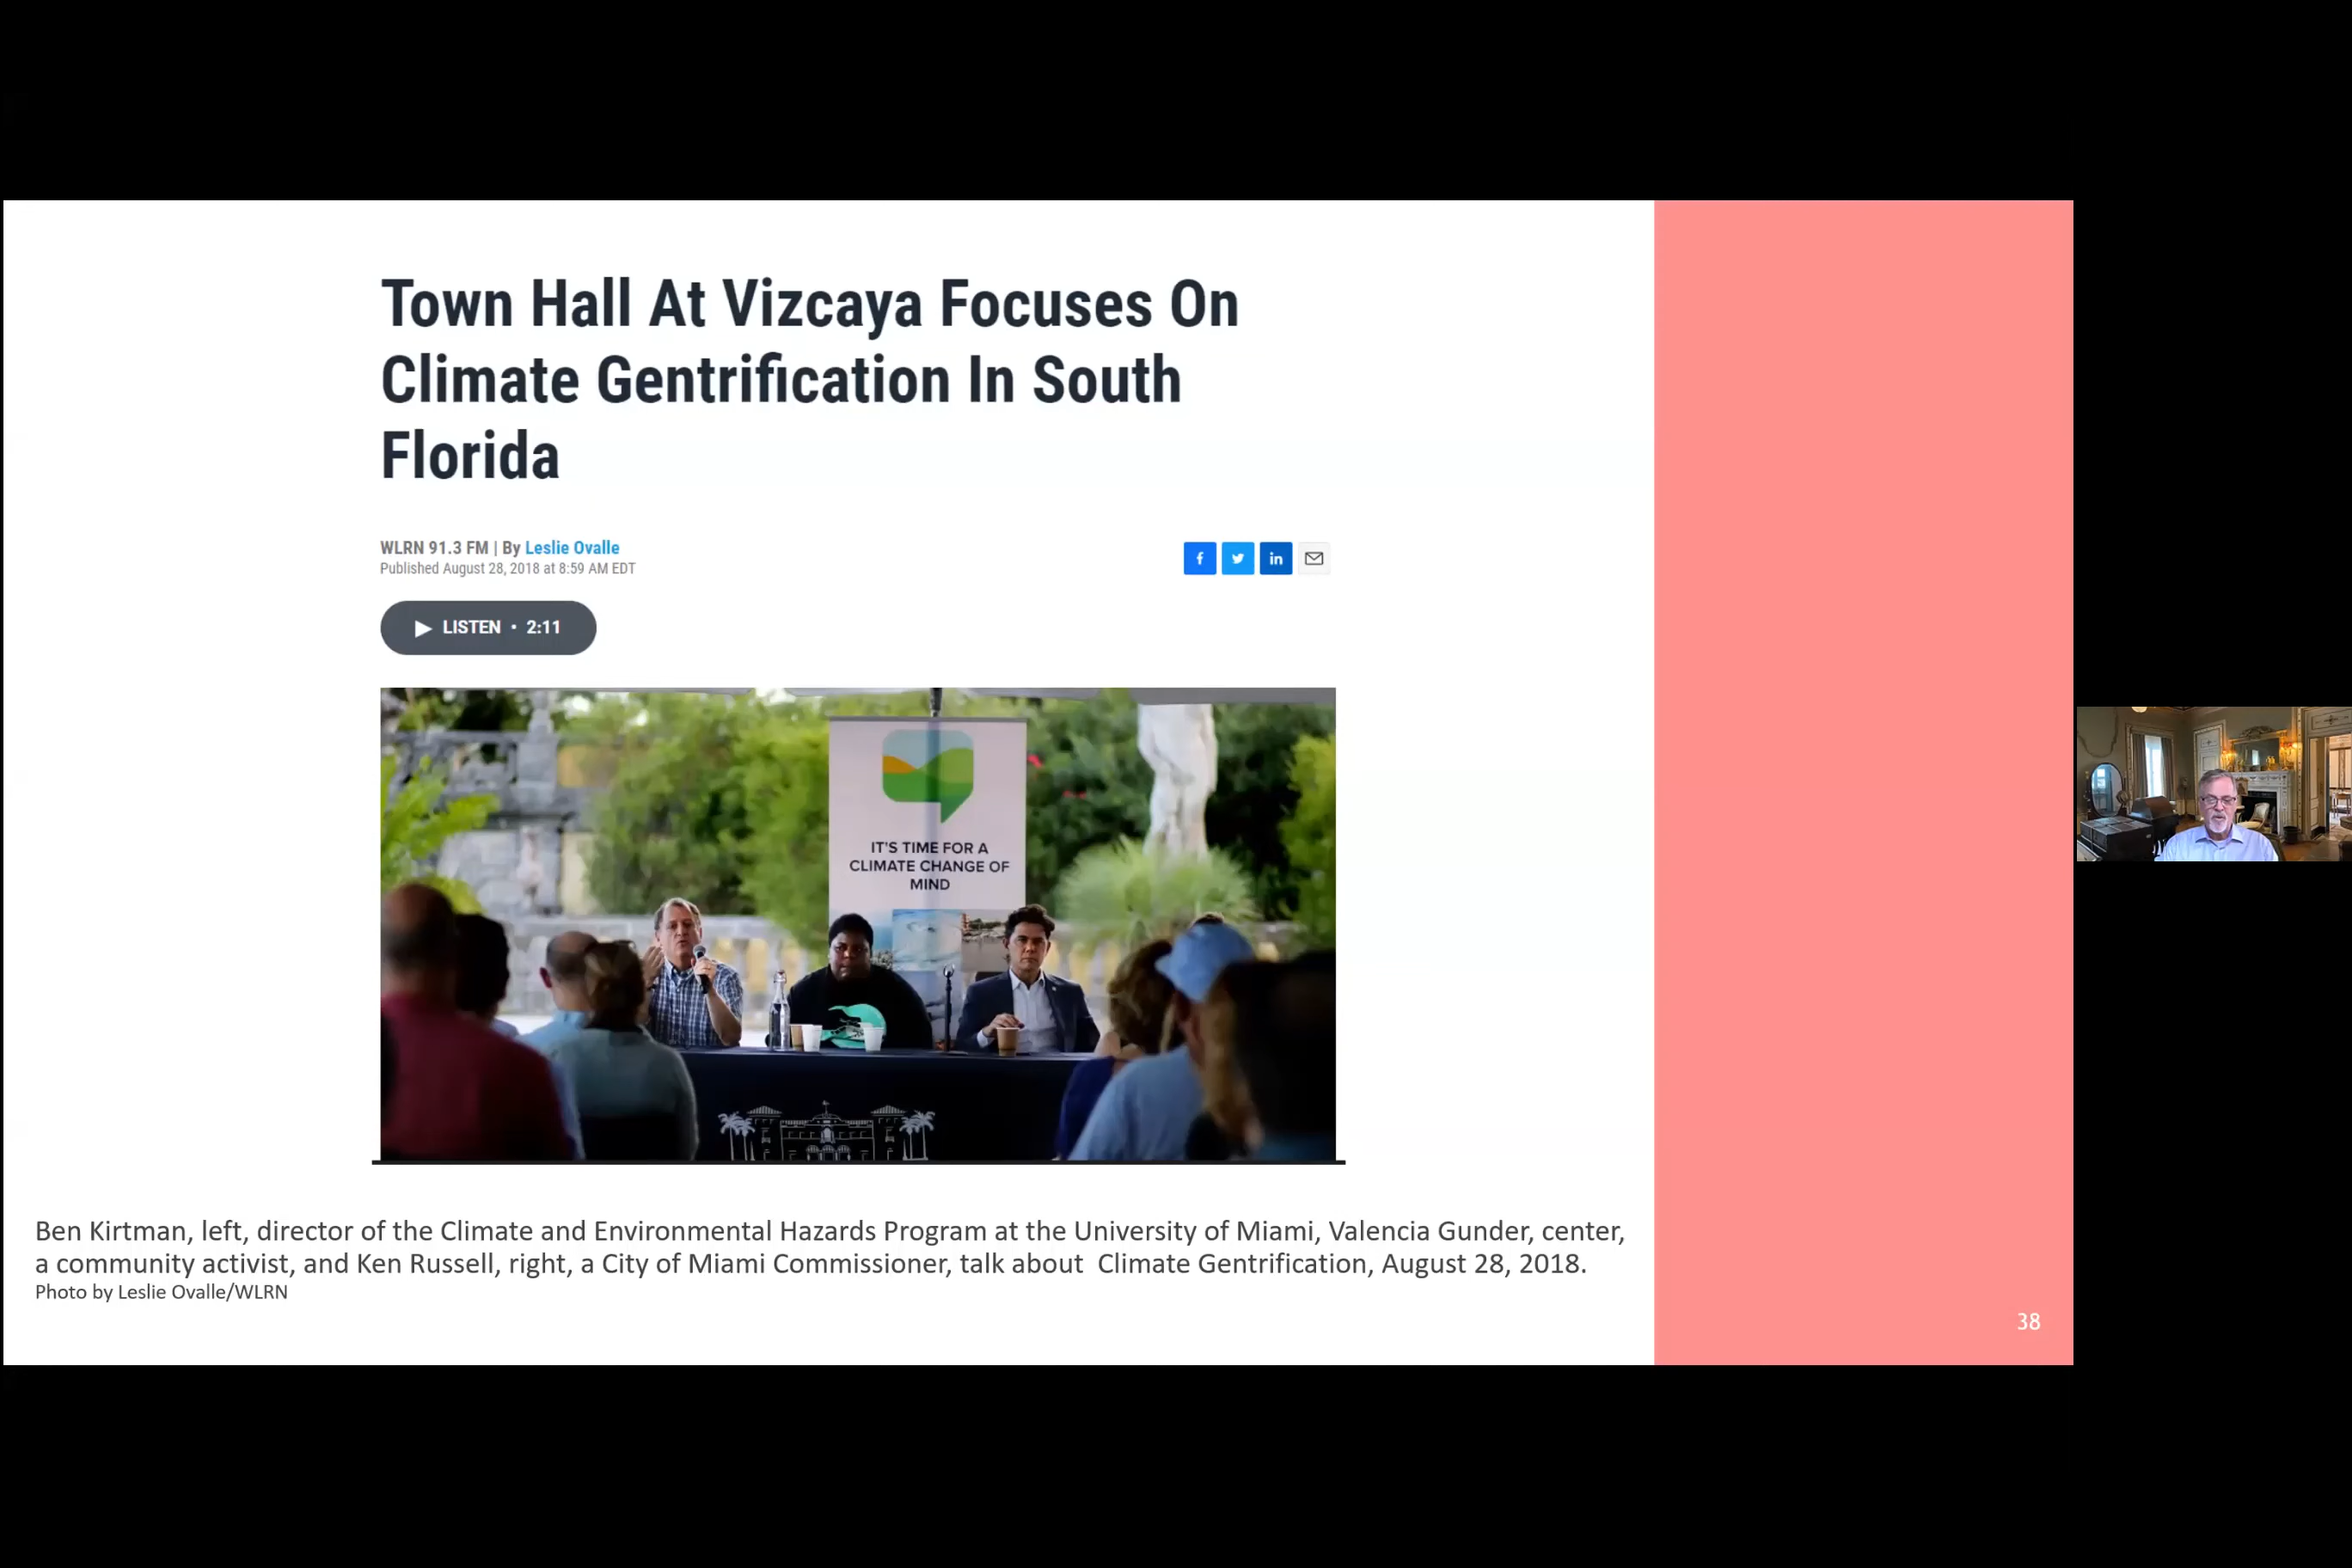 Town Hall At Vizcaya Focuses On
Climate Gentrification In South
Florida
WLRN 91.3 FM | By Leslie Ovalle
Published August 28, 2018 at 8:59 AM EDT
f
in
LISTEN • 2:11
IT'S TIME FOR A
CLIMATE CHANGE OF
MIND
Ben Kirtman, left, director of the Climate and Environmental Hazards Program at the University of Miami, Valencia Gunder, center,
a community activist, and Ken Russell, right, a City of Miami Commissioner, talk about  Climate Gentrification, August 28, 2018.
Photo by Leslie Ovalle/WLRN
38